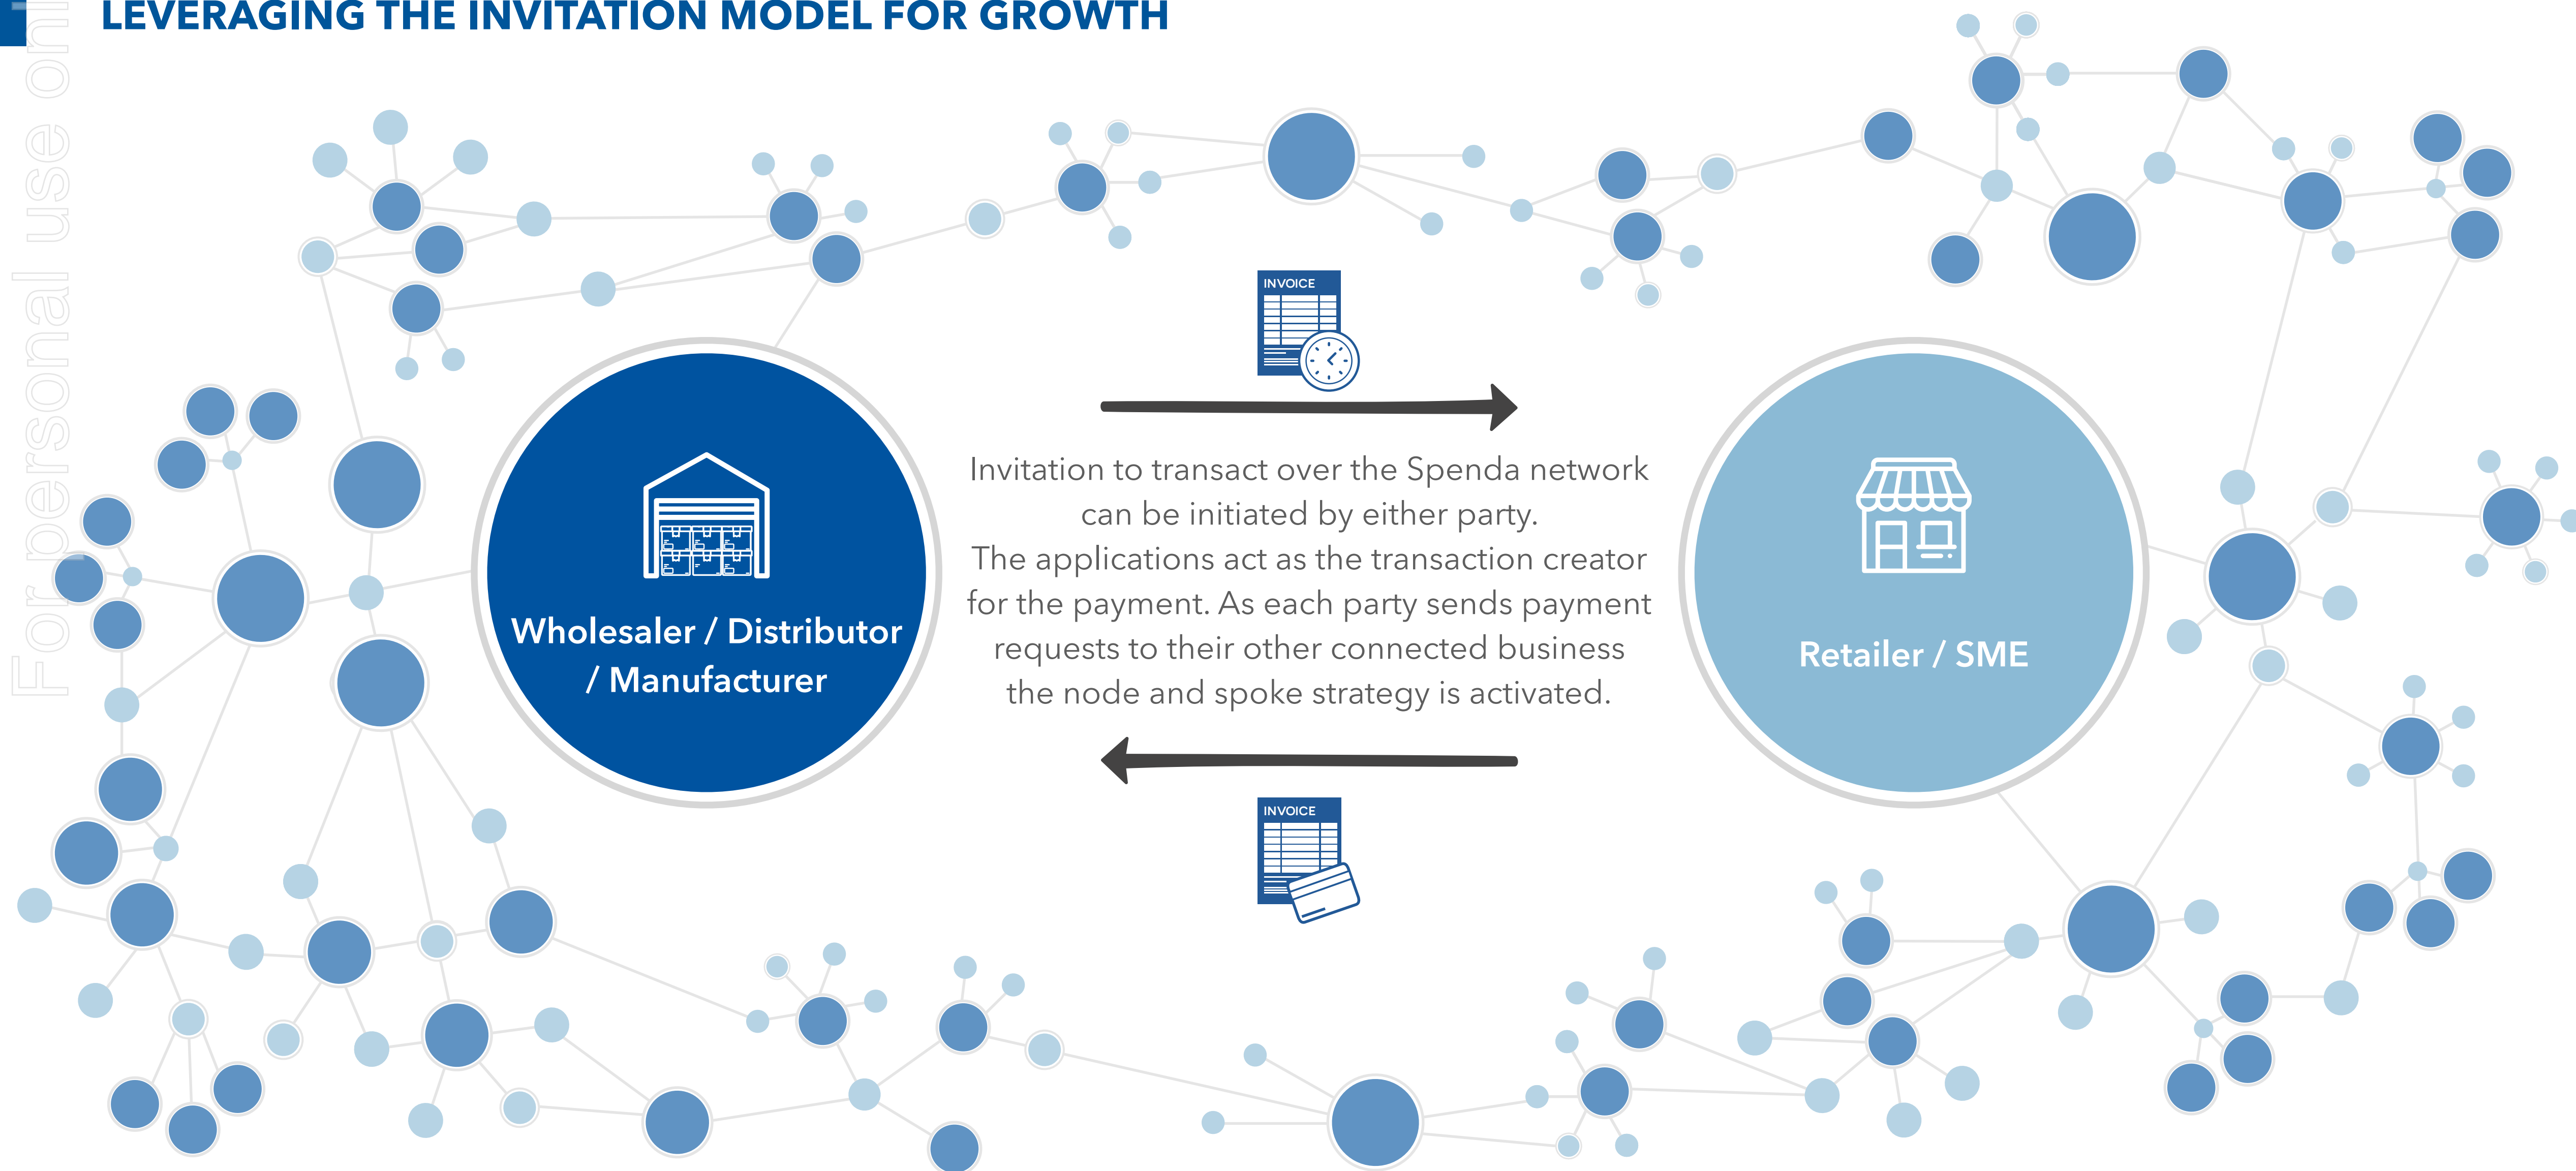 LEVERAGING THE INVITATION MODEL FOR GROWTH
For personal use onl
INVOICE
Invitation to transact over the Spenda network
can be initiated by either party.
The applications act as the transaction creator
for the payment. As each party sends payment
requests to their other connected business
the node and spoke strategy is activated.
Wholesaler / Distributor
/ Manufacturer
Retailer / SME
INVOICE